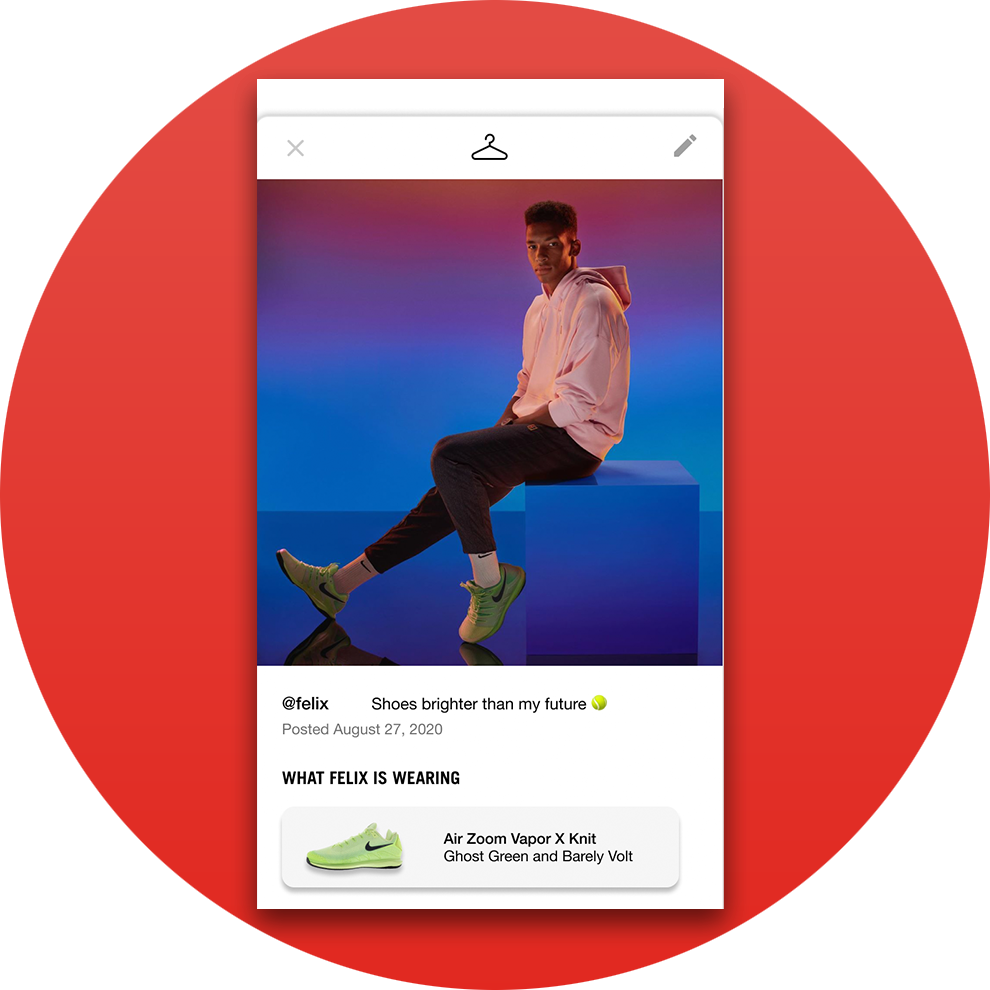 @felix Shoes brighter than my future 🎾
Posted August 27, 2020
WHAT FELIX IS WEARING
Air Zoom Vapor X Knit
Ghost Green and Barely Volt